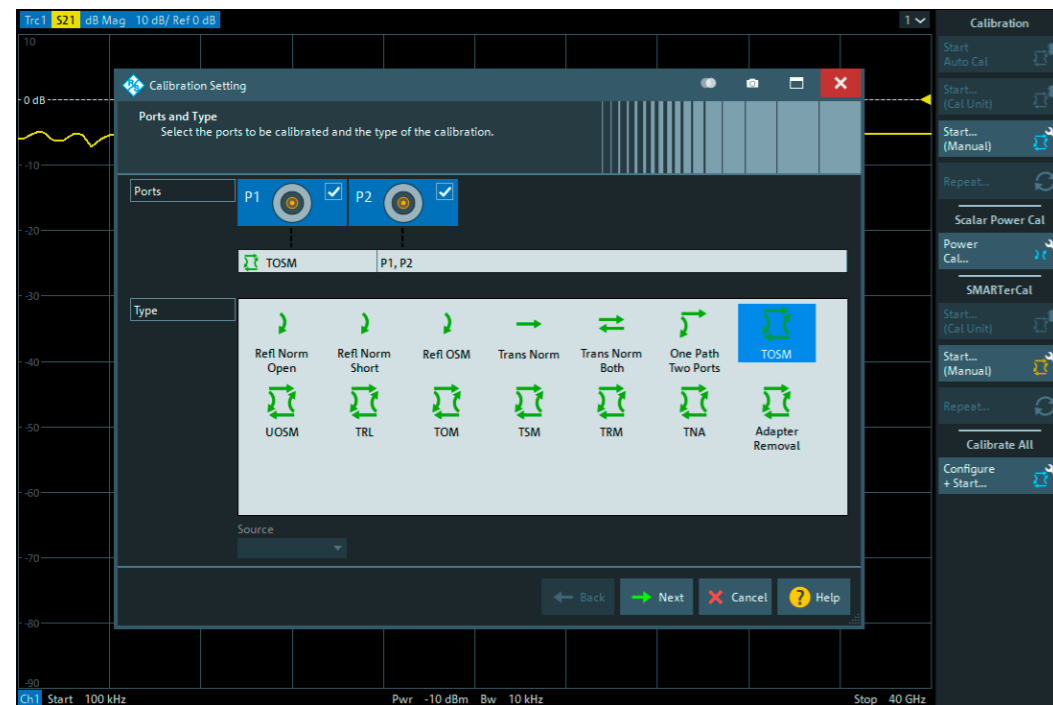 Trc1 S21 dB Mag 10 dB/ Ref 0 dB
1
Calibration
10
0 dB
-10
-20
-30
-40
-50
-60
-70
-80
-90
Calibration Setting
Ports and Type
Select the ports to be calibrated and the type of the calibration.
Ports
P1
P2
TOSM
P1, P2
Type
Refl Norm
Open
Refl Norm
Short
Refl OSM
Trans Norm
Trans Norm
Both
One Path
Two Ports
TOSM
UOSM
TRL
TOM
TSM
TRM
TNA
Adapter
Removal
Source
Back
Next
Cancel
? Help
Start
Auto Cal
Start...
(Cal Unit)
Start...
(Manual)
Repeat...
Scalar Power Cal
Power
Cal...
SMARTerCal
Start...
(Cal Unit)
Start...
(Manual)
Repeat...
Calibrate All
Configure
+ Start...
Ch1 Start 100 kHz
Pwr -10 dBm Bw 10 kHz
Stop 40 GHz